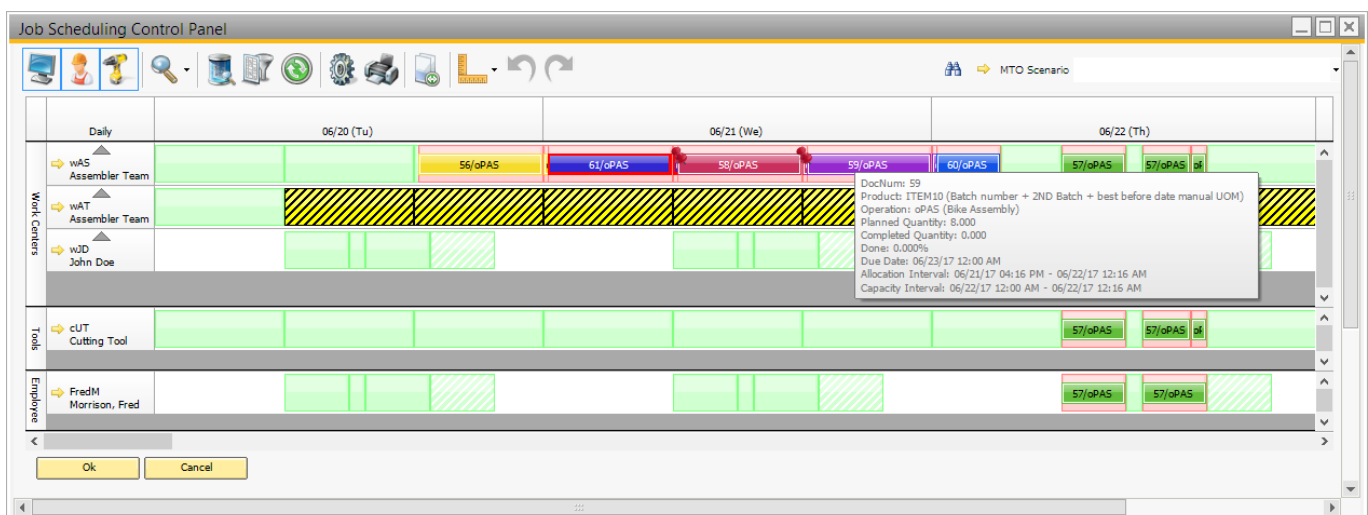 Job Scheduling Control Panel
MTO Scenario
Daily
06/20 (Tu)
06/21 (We)
06/22 (Th)
Work Centers
wAS
Assembler Team
56/oPAS
61/oPAS
58/oPAS
59/oPAS
60/oPAS
57/oPAS
57/oPAS
wAT
Assembler Team
wJD
John Doe
DocNum: 59
Product: ITEM10 (Batch number + 2ND Batch + best before date manual UOM)
Operation: oPAS (Bike Assembly)
Planned Quantity: 8.000
Completed Quantity: 0.000
Done: 0.000%
Due Date: 06/23/17 12:00 AM
Allocation Interval: 06/21/17 04:16 PM - 06/22/17 12:16 AM
Capacity Interval: 06/22/17 12:00 AM - 06/22/17 12:16 AM
Tools
cUT
Cutting Tool
57/oPAS
57/oPAS
Employee
FredM
Morrison, Fred
57/oPAS
57/oPAS
Ok
Cancel